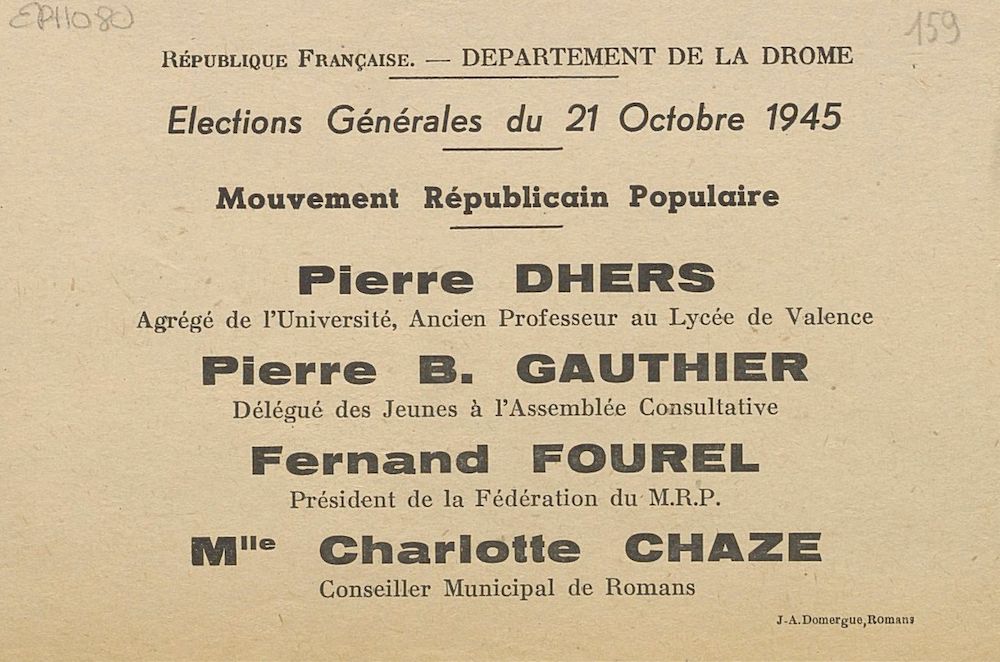 EPH080
159
RÉPUBLIQUE FRANÇAISE. — DEPARTEMENT DE LA DROME
Elections Générales du 21 Octobre 1945
Mouvement Républicain Populaire
Pierre DHERS
Agrégé de l'Université, Ancien Professeur au Lycée de Valence
Pierre B. GAUTHIER
Délégué des Jeunes à l'Assemblée Consultative
Fernand FOUREL
Président de la Fédération du M.R.P.
Mlle Charlotte CHAZE
Conseiller Municipal de Romans
J-A.Domergue, Romans